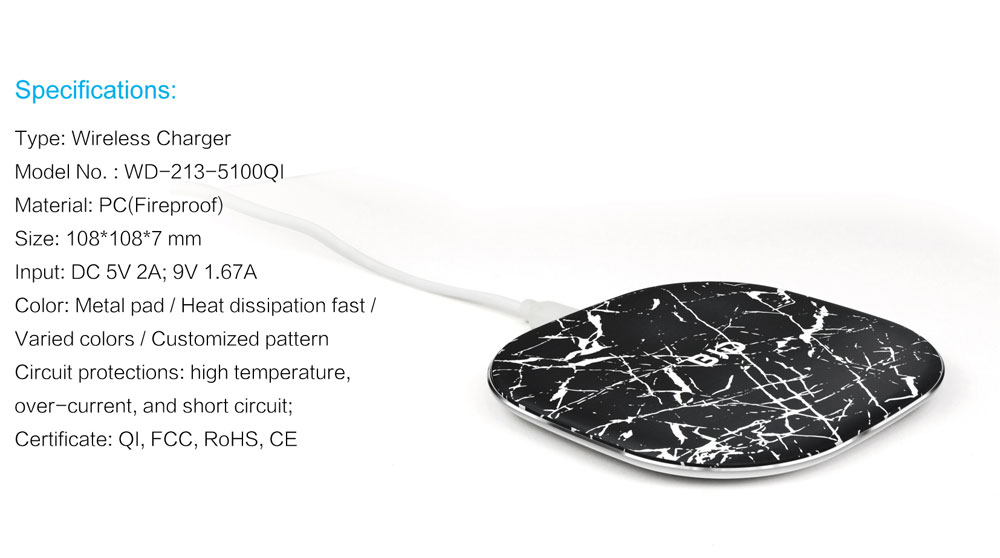 Specifications:
Type: Wireless Charger
Model No. : WD-213-5100QI
Material: PC(Fireproof)
Size: 108*108*7 mm
Input: DC 5V 2A; 9V 1.67A
Color: Metal pad / Heat dissipation fast /
Varied colors / Customized pattern
Circuit protections: high temperature,
over-current, and short circuit;
Certificate: QI, FCC, RoHS, CE